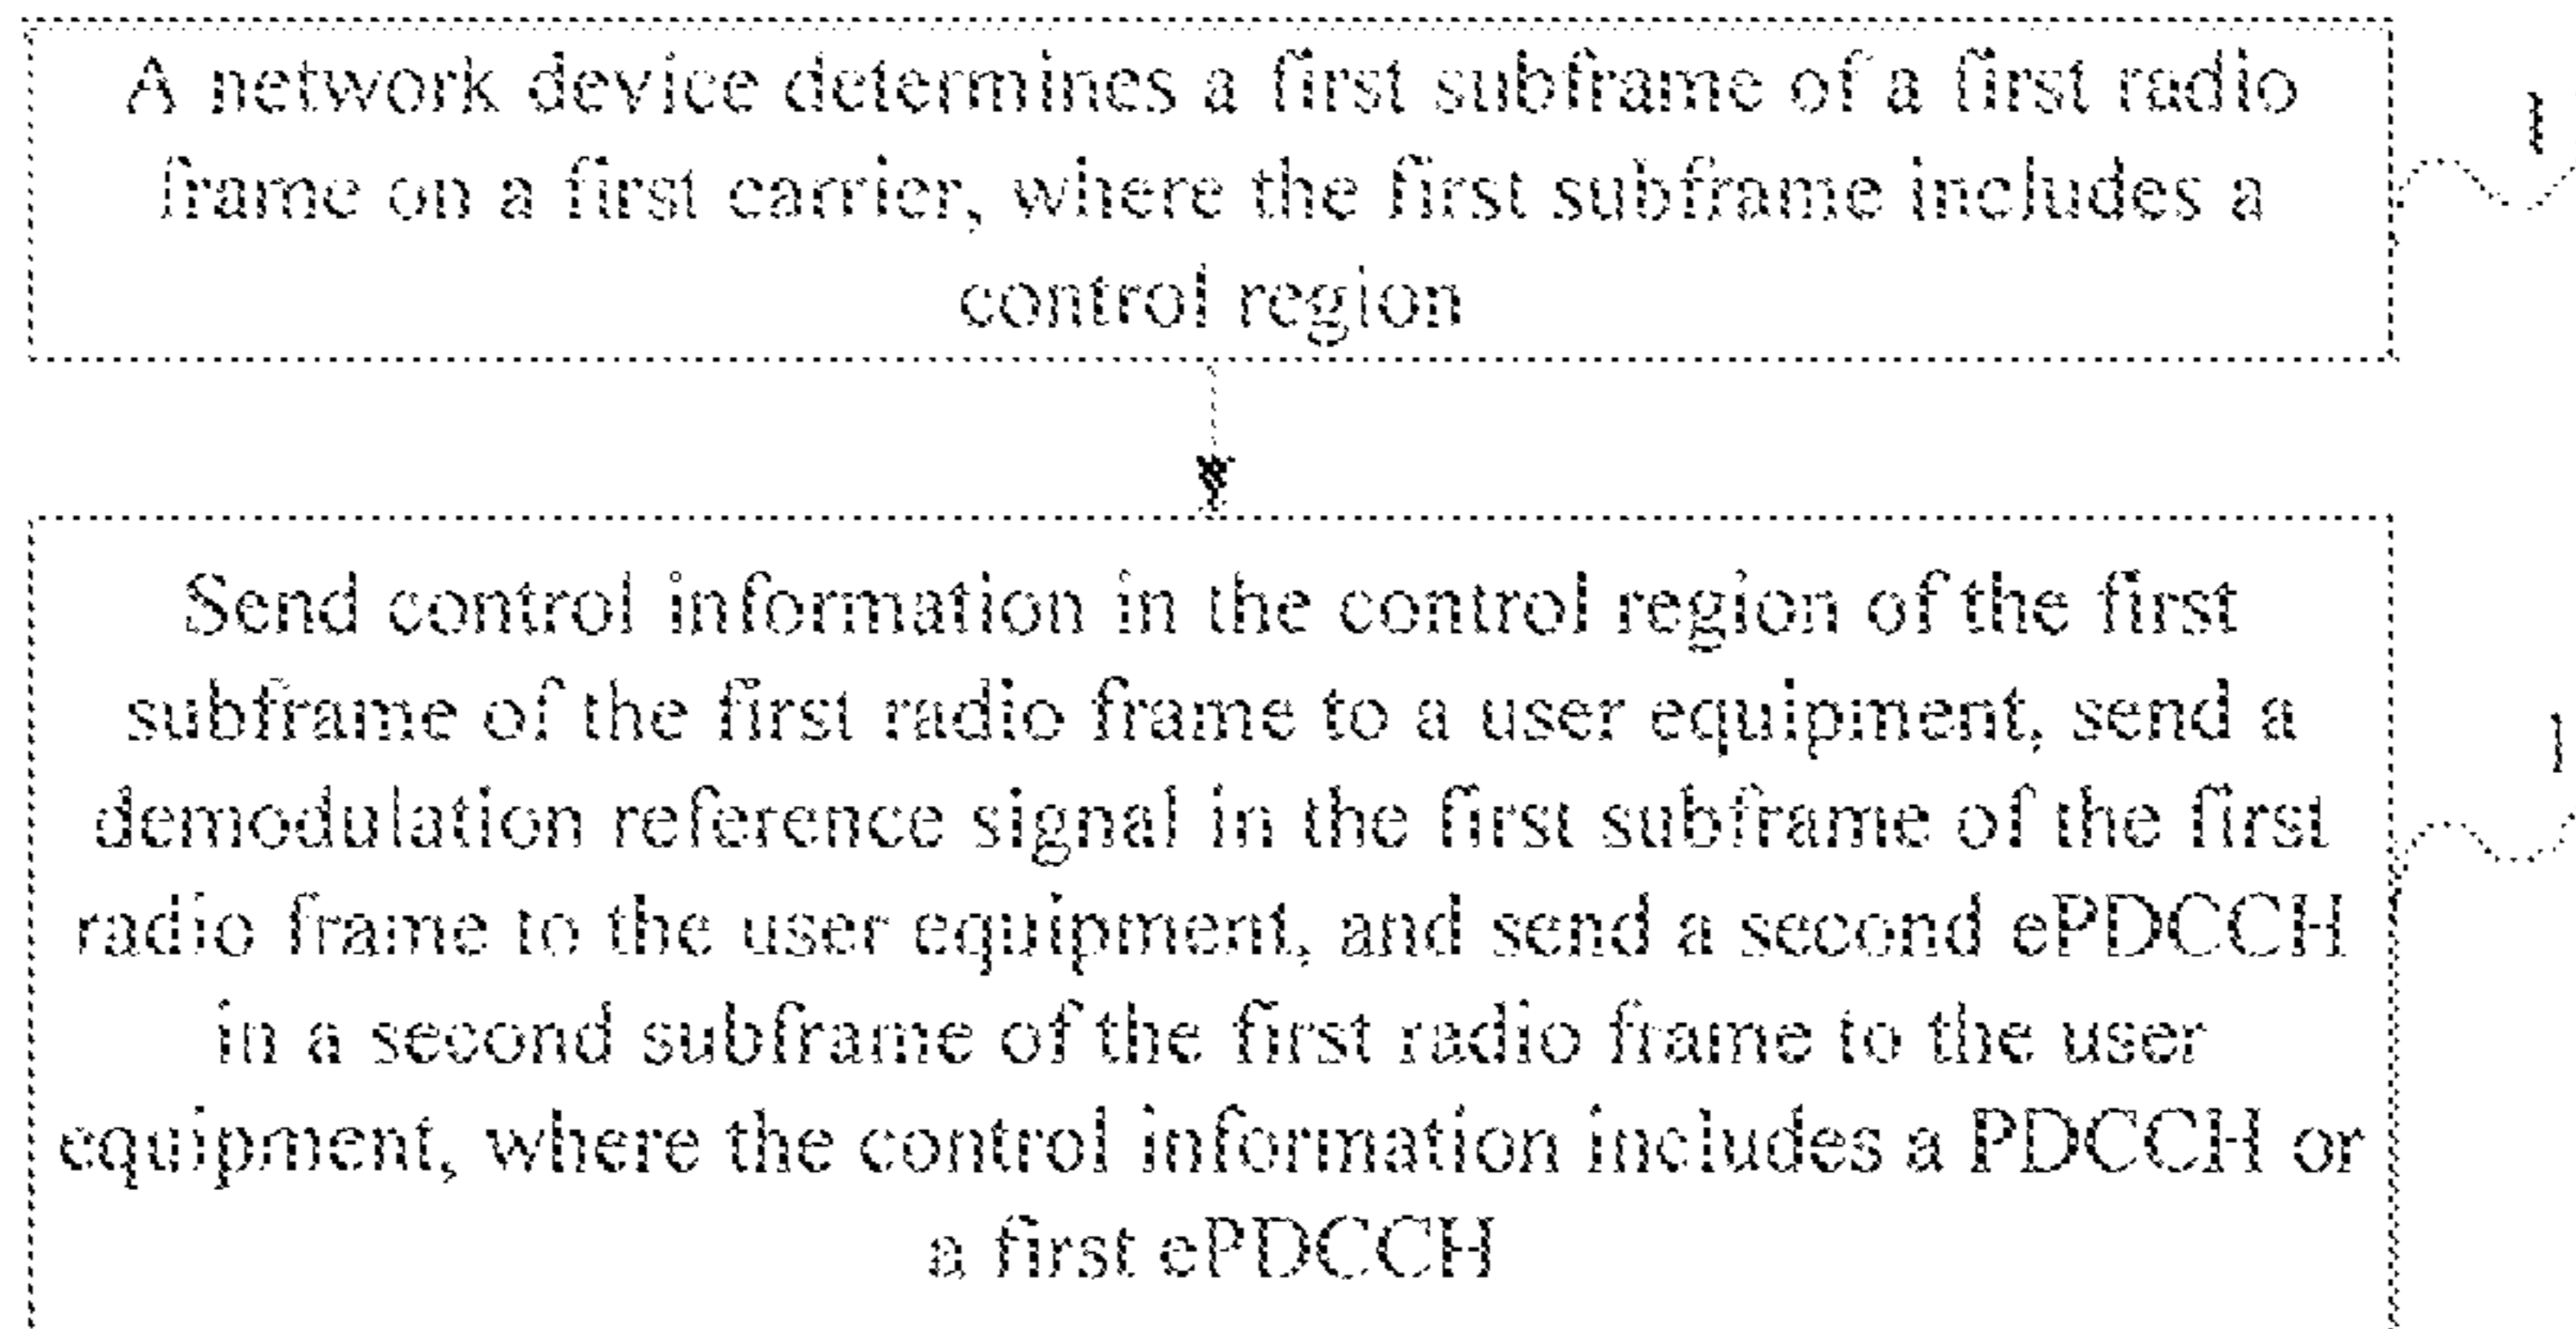 A network device determines a first subframe of a first radio
frame on a first carrier, where the first subframe includes a
control region
Send control information in the control region of the first
subframe of the first radio frame to a user equipment, send a
demodulation reference signal in the first subframe of the first
radio frame to the user equipment, and send a second ePDCCH
in a second subframe of the first radio frame to the user
equipment, where the control information includes a PDCCH or
a first ePDCCH